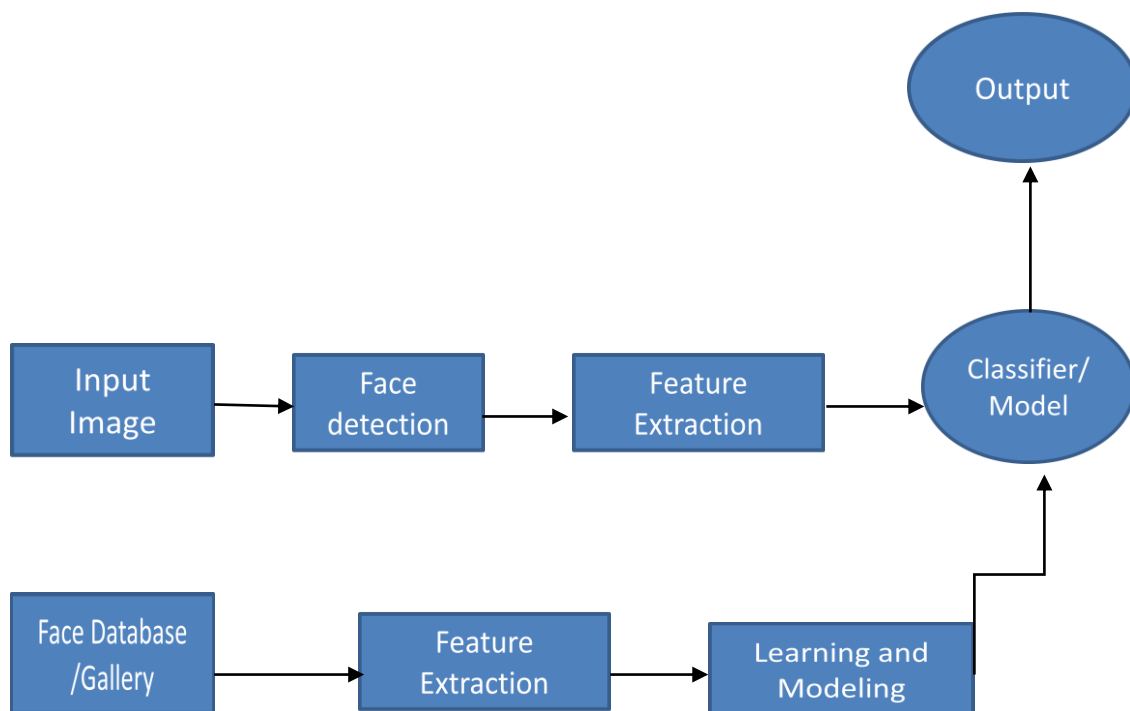 Output
Input
Image
Face
detection
Feature
Extraction
Classifier/
Model
Face Database
/Gallery
Feature
Extraction
Learning and
Modeling